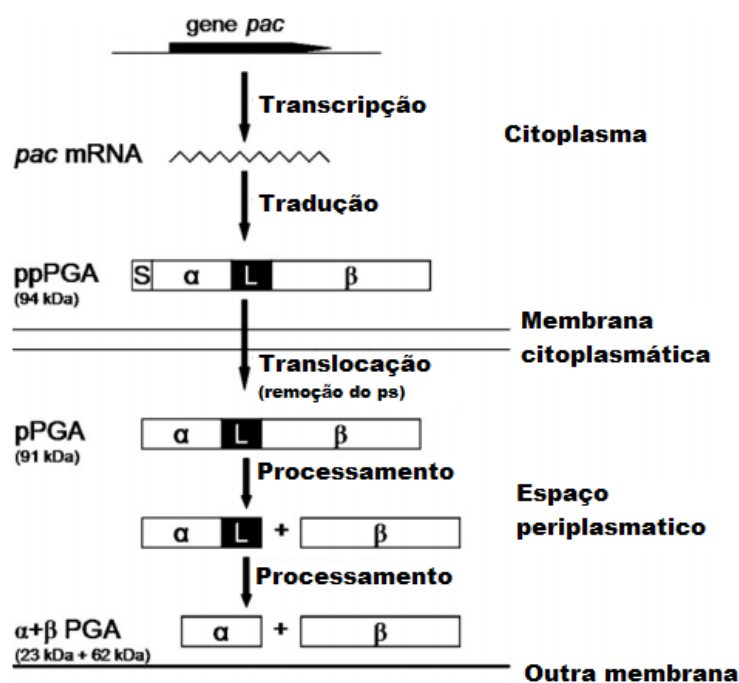 gene pac
Transcripção
Citoplasma
pac mRNA
Tradução
ppPGA
(94 kDa)
S α L β
Membrana
citoplasmática
Translocação
(remoção do ps)
pPGA
(91 kDa)
α L β
Processamento
Espaço
periplasmatico
α L + β
Processamento
α+β PGA
(23 kDa + 62 kDa)
α + β
Outra membrana